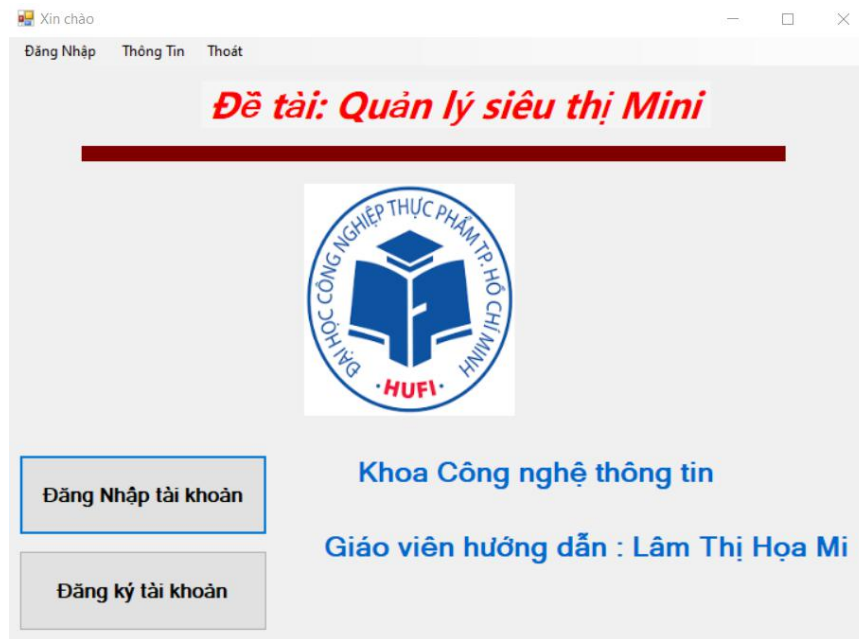 Xin chào
Đăng Nhập Thông Tin Thoát
Đề tài: Quản lý siêu thị Mini
ĐẠI HỌC CÔNG NGHIỆP THỰC PHẨM TP. HỒ CHÍ MINH
·HUFI·
Khoa Công nghệ thông tin
Đăng Nhập tài khoản
Giáo viên hướng dẫn : Lâm Thị Họa Mi
Đăng ký tài khoản